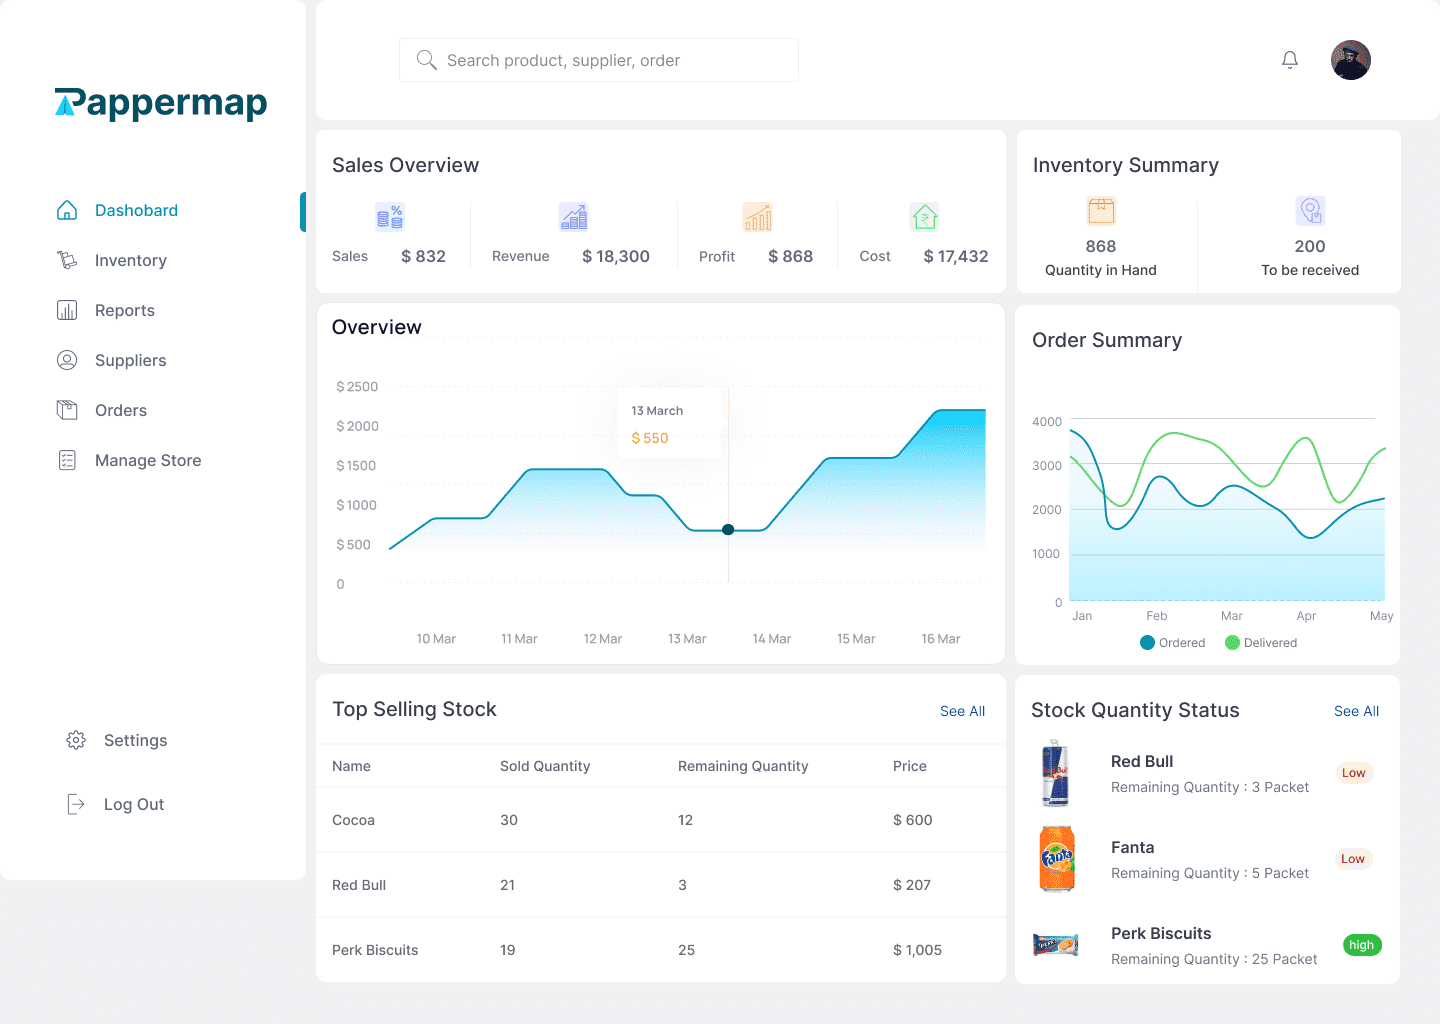 Pappermap
Search product, supplier, order
Dashobard
Inventory
Reports
Suppliers
Orders
Manage Store
Settings
Log Out
Sales Overview
Sales $ 832
Revenue $ 18,300
Profit $ 868
Cost $ 17,432
Inventory Summary
868
Quantity in Hand
200
To be received
Overview
$ 2500
$ 2000
$ 1500
$ 1000
$ 500
0
13 March
$ 550
10 Mar 11 Mar 12 Mar 13 Mar 14 Mar 15 Mar 16 Mar
Order Summary
4000
3000
2000
1000
0
Jan Feb Mar Apr May
Ordered Delivered
Top Selling Stock See All
Name Sold Quantity Remaining Quantity Price
Cocoa 30 12 $ 600
Red Bull 21 3 $ 207
Perk Biscuits 19 25 $ 1,005
Stock Quantity Status See All
Red Bull
Remaining Quantity : 3 Packet
Low
Fanta
Fanta
Remaining Quantity : 5 Packet
Low
Perk Biscuits
Remaining Quantity : 25 Packet
high